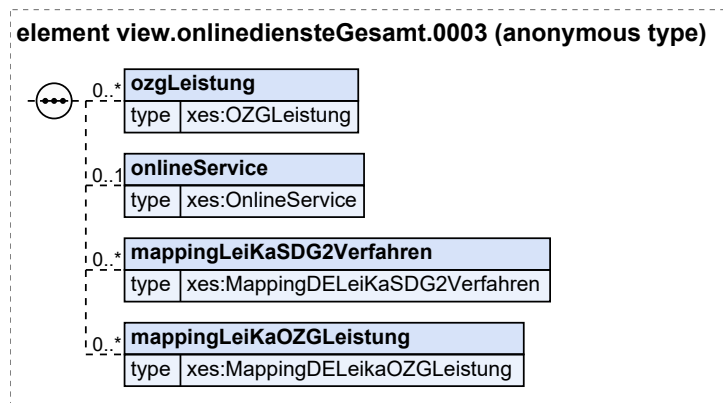 element view.onlinediensteGesamt.0003 (anonymous type)
0..* ozgLeistung
type xes:OZGLeistung
0..1 onlineService
type xes:OnlineService
0..* mappingLeiKaSDG2Verfahren
type xes:MappingDELeiKaSDG2Verfahren
0..* mappingLeiKaOZGLeistung
type xes:MappingDELeikaOZGLeistung